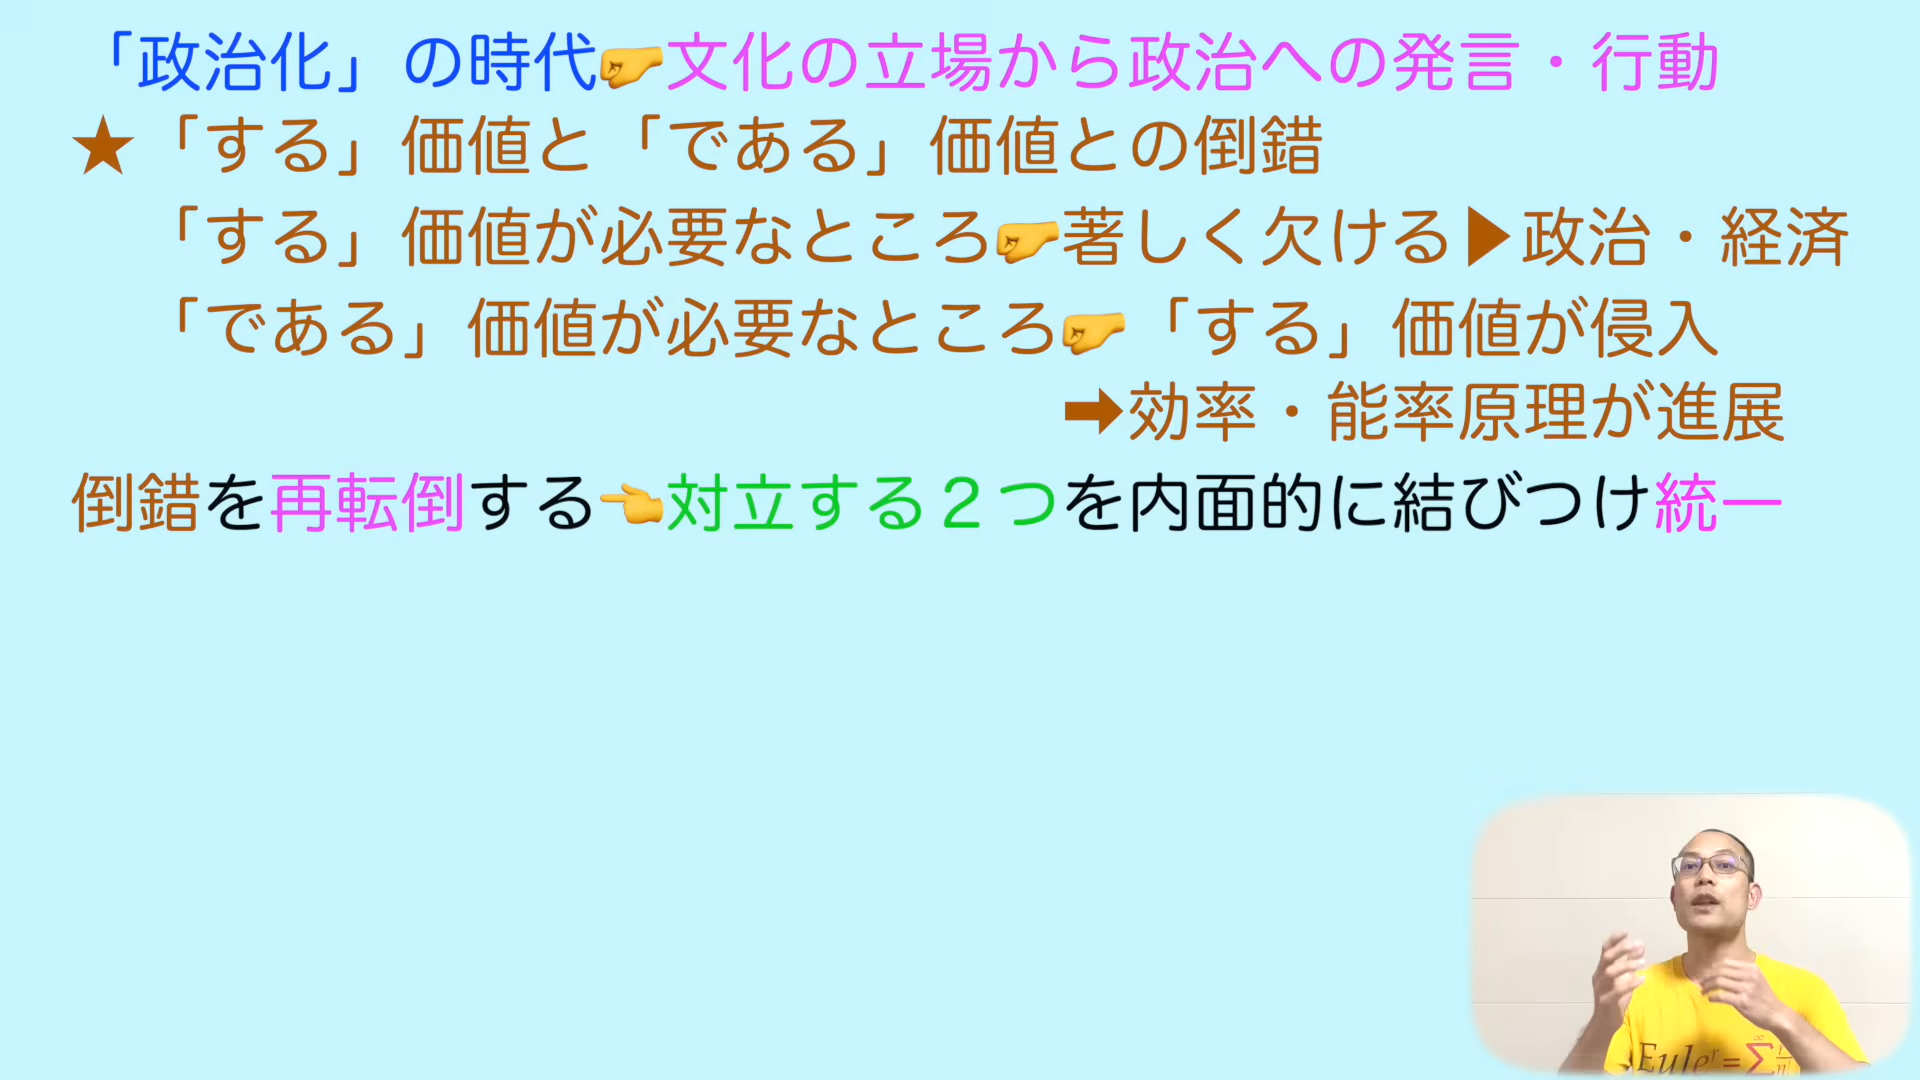 「政治化」の時代👉文化の立場から政治への発言・行動
★「する」価値と「である」価値との倒錯
「する」価値が必要なところ👉著しく欠ける▶政治・経済
「である」価値が必要なところ👉「する」価値が侵入
➡効率・能率原理が進展
倒錯を再転倒する👈対立する２つを内面的に結びつけ統一
Euler=∑